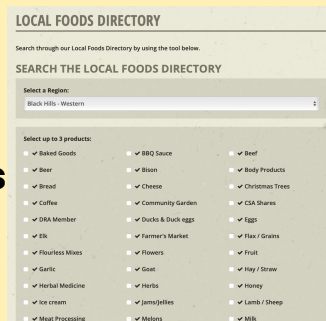 LOCAL FOODS DIRECTORY
Search through our Local Foods Directory by using the tool below.
SEARCH THE LOCAL FOODS DIRECTORY
Select a Region:
Black Hills - Western
Select up to 3 products:
✔ Baked Goods ✔ BBQ Sauce ✔ Beef
✔ Beer ✔ Bison ✔ Body Products
✔ Bread ✔ Cheese ✔ Christmas Trees
✔ Coffee ✔ Community Garden ✔ CSA Shares
✔ DRA Member ✔ Ducks & Duck eggs ✔ Eggs
✔ Elk ✔ Farmer's Market ✔ Flax / Grains
✔ Flourless Mixes ✔ Flowers ✔ Fruit
✔ Garlic ✔ Goat ✔ Hay / Straw
✔ Herbal Medicine ✔ Herbs ✔ Honey
✔ Ice cream ✔ Jams/Jellies ✔ Lamb / Sheep
✔ Meat Processing ✔ Melons ✔ Milk